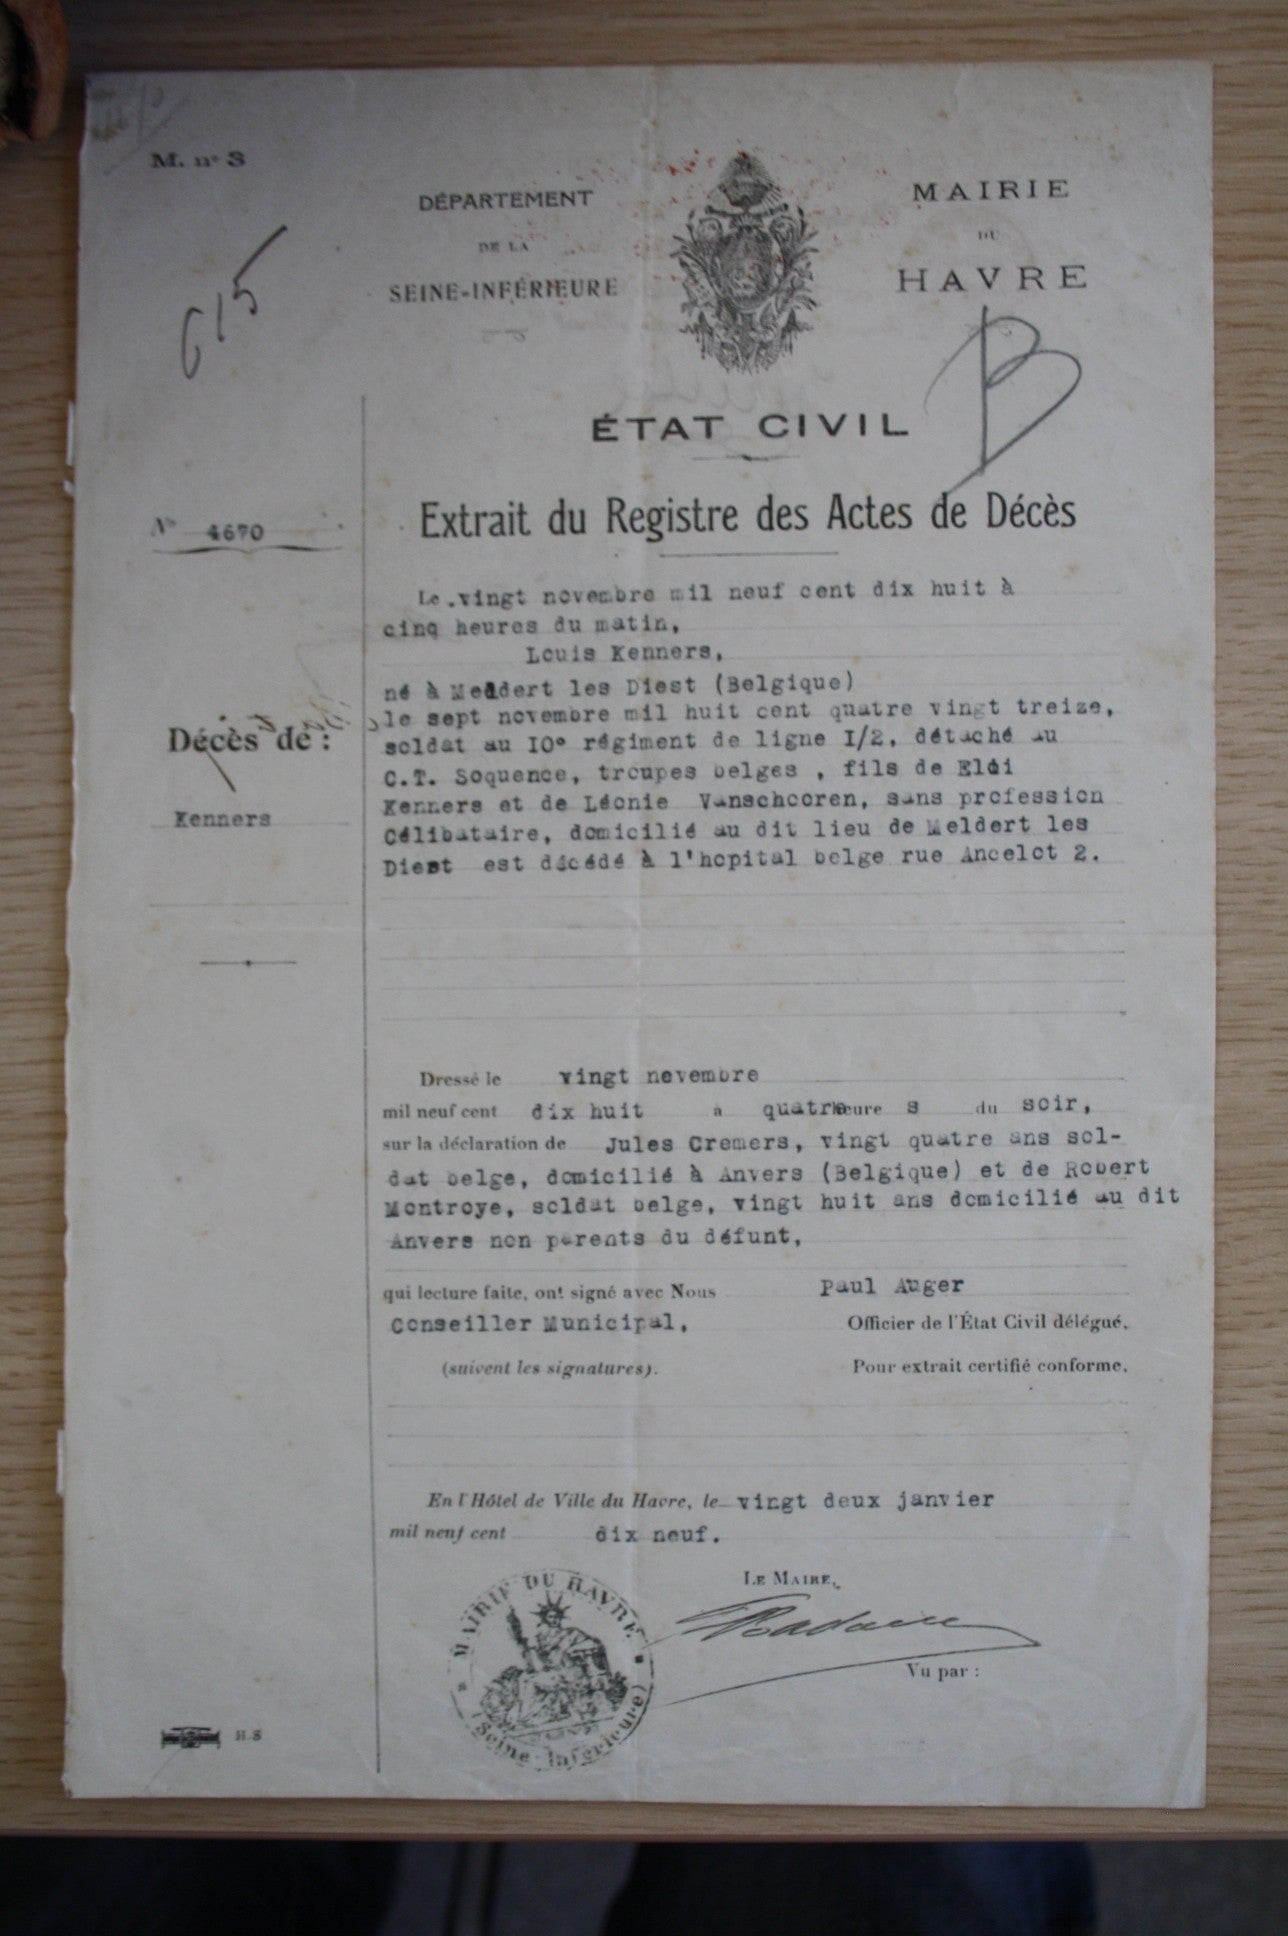 M. nº 3
615
DÉPARTEMENT
DE LA
SEINE-INFÉRIEURE
MAIRIE
DU
HAVRE
B
ÉTAT CIVIL
Extrait du Registre des Actes de Décès
Nº 4670
Décès de :
Kenners
Le vingt novembre mil neuf cent dix huit à
cinq heures du matin,
Louis Kenners,
né à Meldert les Diest (Belgique)
le sept novembre mil huit cent quatre vingt treize,
soldat au 10º régiment de ligne I/2, détaché au
C.T. Soquence, troupes belges , fils de Eloi
Kenners et de Léonie Vanschooren, sans profession
Célibataire, domicilié au dit lieu de Meldert les
Diest est décédé à l'hopital belge rue Ancelot 2.
Dressé le vingt novembre
mil neuf cent dix huit à quatre heure s du soir,
sur la déclaration de Jules Cremers, vingt quatre ans sol-
dat belge, domicilié à Anvers (Belgique) et de Robert
Montroye, soldat belge, vingt huit ans domicilié au dit
Anvers non parents du défunt,
qui lecture faite, ont signé avec Nous Paul Auger
Conseiller Municipal, Officier de l'État Civil délégué.
(suivent les signatures). Pour extrait certifié conforme.
En l'Hôtel de Ville du Havre, le vingt deux janvier
mil neuf cent dix neuf.
LE MAIRE,
Vu par :
MAIRIE DU HAVRE
(Seine-Inférieure)
H.S